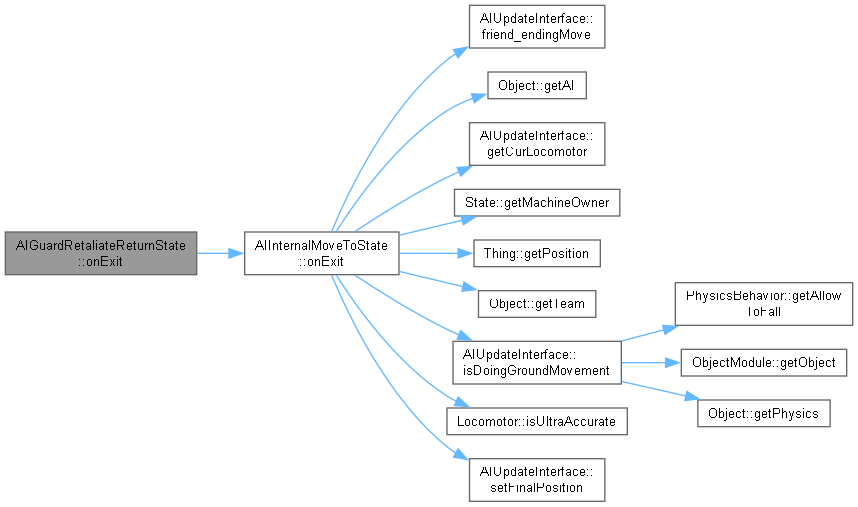 AIUpdateInterface::
friend_endingMove
Object::getAI
AIUpdateInterface::
getCurLocomotor
State::getMachineOwner
AIGuardRetaliateReturnState
::onExit
AIInternalMoveToState
::onExit
Thing::getPosition
Object::getTeam
PhysicsBehavior::getAllow
ToFall
AIUpdateInterface::
isDoingGroundMovement
ObjectModule::getObject
Object::getPhysics
Locomotor::isUltraAccurate
AIUpdateInterface::
setFinalPosition